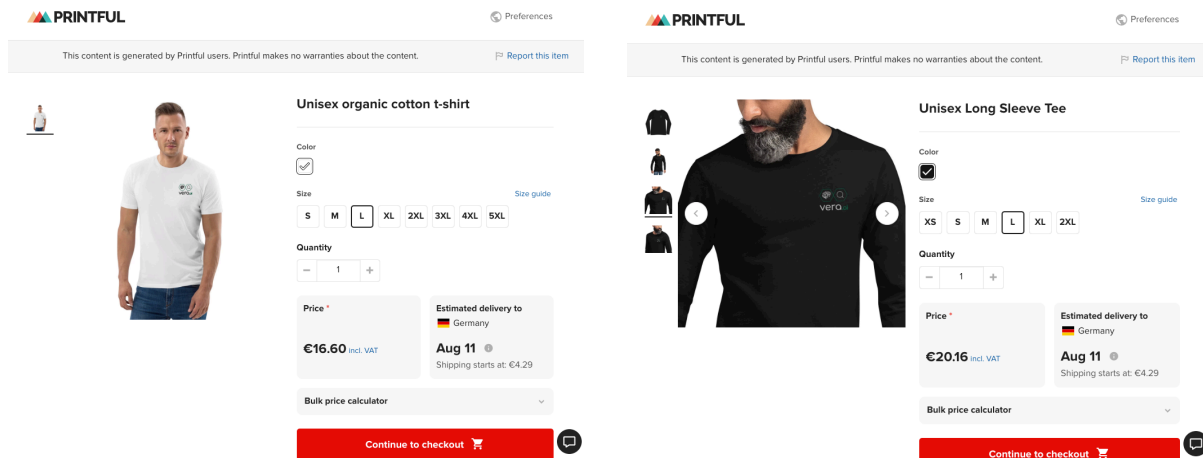 PRINTFUL
Preferences
This content is generated by Printful users. Printful makes no warranties about the content.
Report this item
Unisex organic cotton t-shirt
Color
Size
Size guide
S M L XL 2XL 3XL 4XL 5XL
Quantity
− 1 +
Price *
€16.60 incl. VAT
Estimated delivery to
Germany
Aug 11
Shipping starts at: €4.29
Bulk price calculator
Continue to checkout
vera
PRINTFUL
Preferences
This content is generated by Printful users. Printful makes no warranties about the content.
Report this item
Unisex Long Sleeve Tee
Color
Size
Size guide
XS S M L XL 2XL
Quantity
− 1 +
Price *
€20.16 incl. VAT
Estimated delivery to
Germany
Aug 11
Shipping starts at: €4.29
Bulk price calculator
Continue to checkout
vera